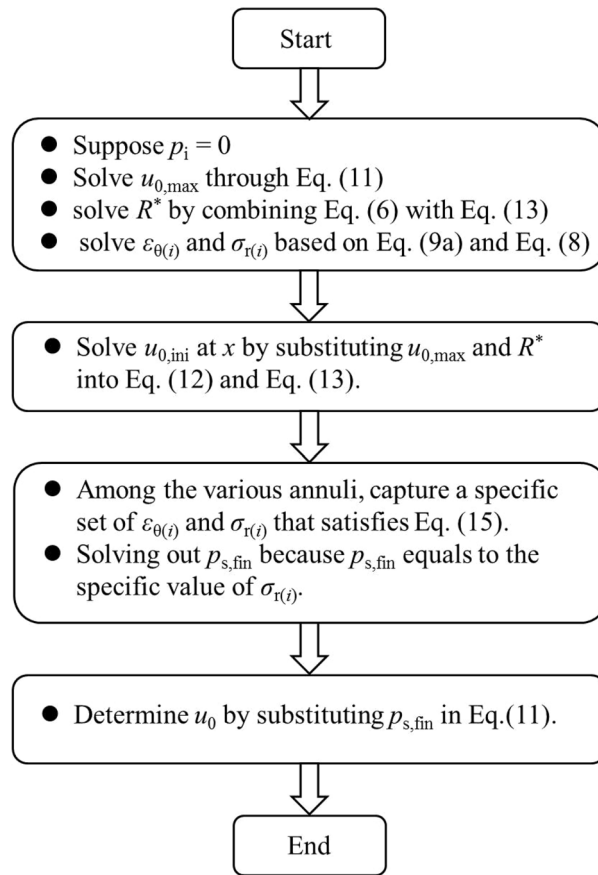 Start
● Suppose pᵢ = 0
● Solve u₀,max through Eq. (11)
● solve R* by combining Eq. (6) with Eq. (13)
● solve εθ(i) and σr(i) based on Eq. (9a) and Eq. (8)
● Solve u₀,ini at x by substituting u₀,max and R*
into Eq. (12) and Eq. (13).
● Among the various annuli, capture a specific
set of εθ(i) and σr(i) that satisfies Eq. (15).
● Solving out ps,fin because ps,fin equals to the
specific value of σr(i).
● Determine u₀ by substituting ps,fin in Eq.(11).
End